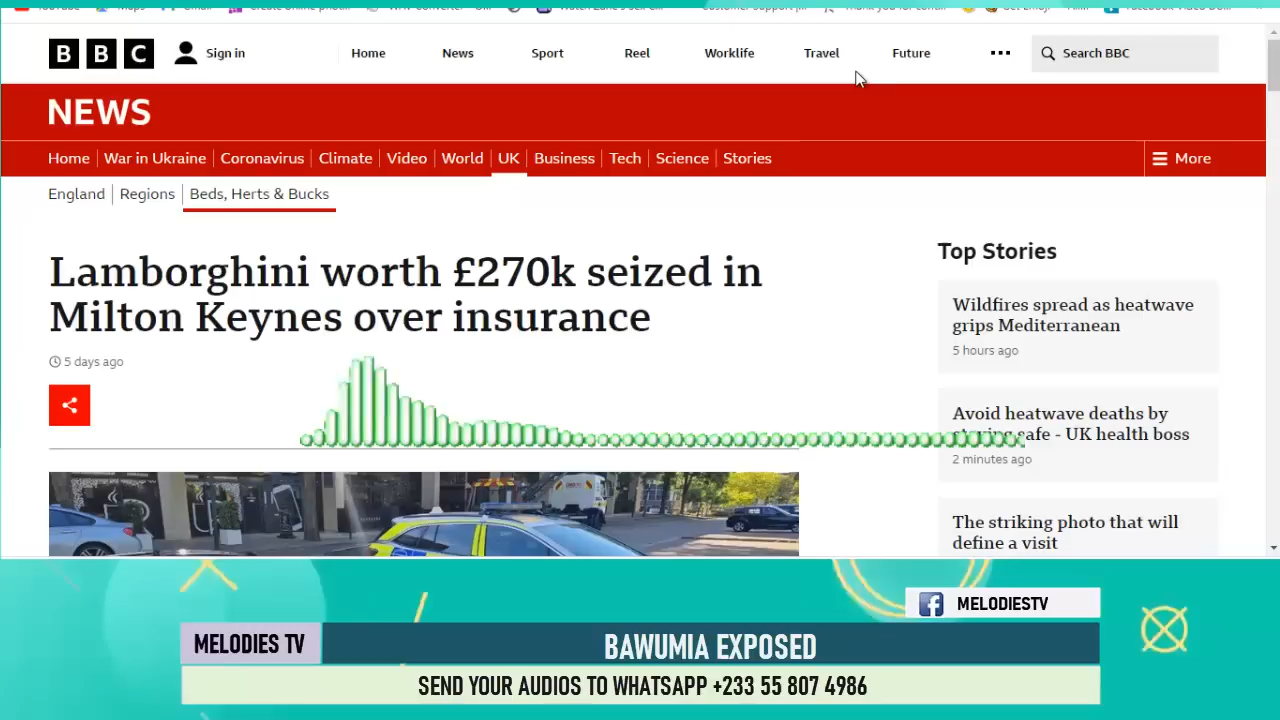 BBC
Sign in
Home
News
Sport
Reel
Worklife
Travel
Future
Search BBC
NEWS
Home
War in Ukraine
Coronavirus
Climate
Video
World
UK
Business
Tech
Science
Stories
More
England
Regions
Beds, Herts & Bucks
Lamborghini worth £270k seized in
Milton Keynes over insurance
5 days ago
Top Stories
Wildfires spread as heatwave
grips Mediterranean
5 hours ago
Avoid heatwave deaths by
safe - UK health boss
2 minutes ago
The striking photo that will
define a visit
MELODIESTV
MELODIES TV
BAWUMIA EXPOSED
SEND YOUR AUDIOS TO WHATSAPP +233 55 807 4986